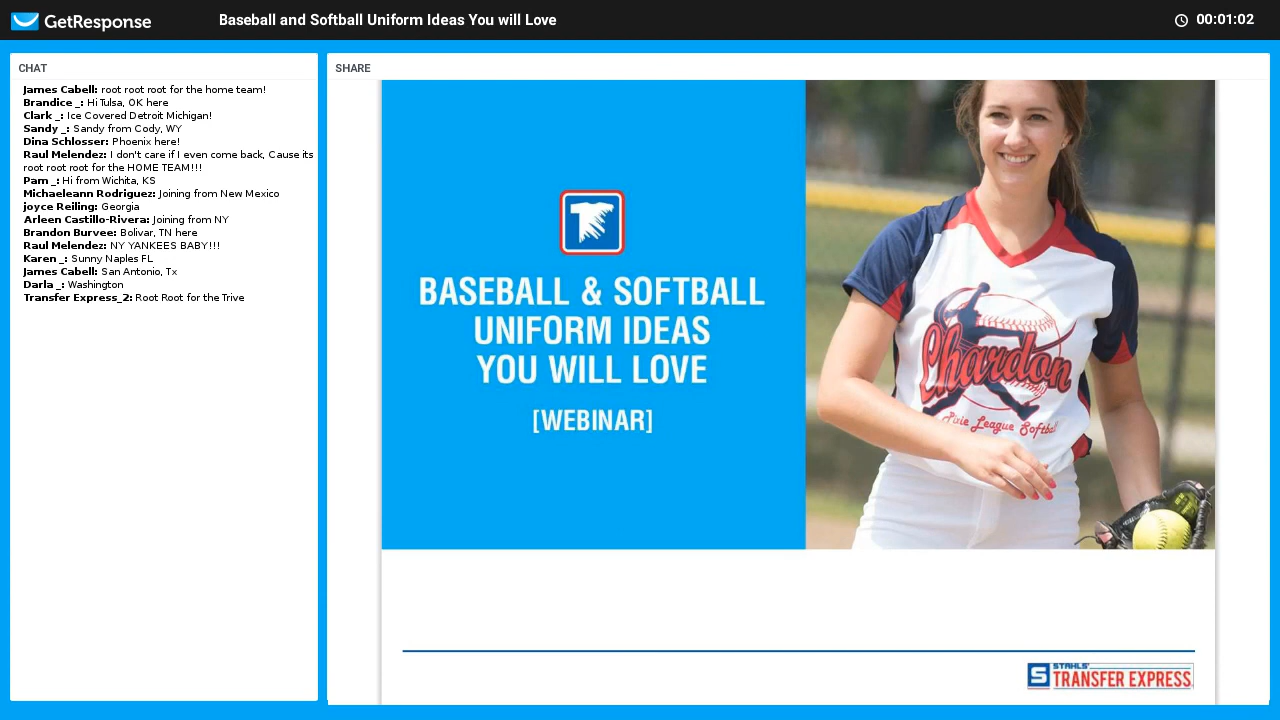 GetResponse
Baseball and Softball Uniform Ideas You will Love
00:01:02
CHAT
James Cabell: root root root for the home team!
Brandice _: Hi Tulsa, OK here
Clark _: Ice Covered Detroit Michigan!
Sandy _: Sandy from Cody, WY
Dina Schlosser: Phoenix here!
Raul Melendez: I don't care if I even come back, Cause its
root root root for the HOME TEAM!!!
Pam _: Hi from Wichita, KS
Michaeleann Rodriguez: Joining from New Mexico
joyce Reiling: Georgia
Arleen Castillo-Rivera: Joining from NY
Brandon Burvee: Bolivar, TN here
Raul Melendez: NY YANKEES BABY!!!
Karen _: Sunny Naples FL
James Cabell: San Antonio, Tx
Darla _: Washington
Transfer Express_2: Root Root for the Trive
SHARE
T
BASEBALL & SOFTBALL
UNIFORM IDEAS
YOU WILL LOVE
[WEBINAR]
Chardon
Pixie League Softball
S STAHLS'
TRANSFER EXPRESS